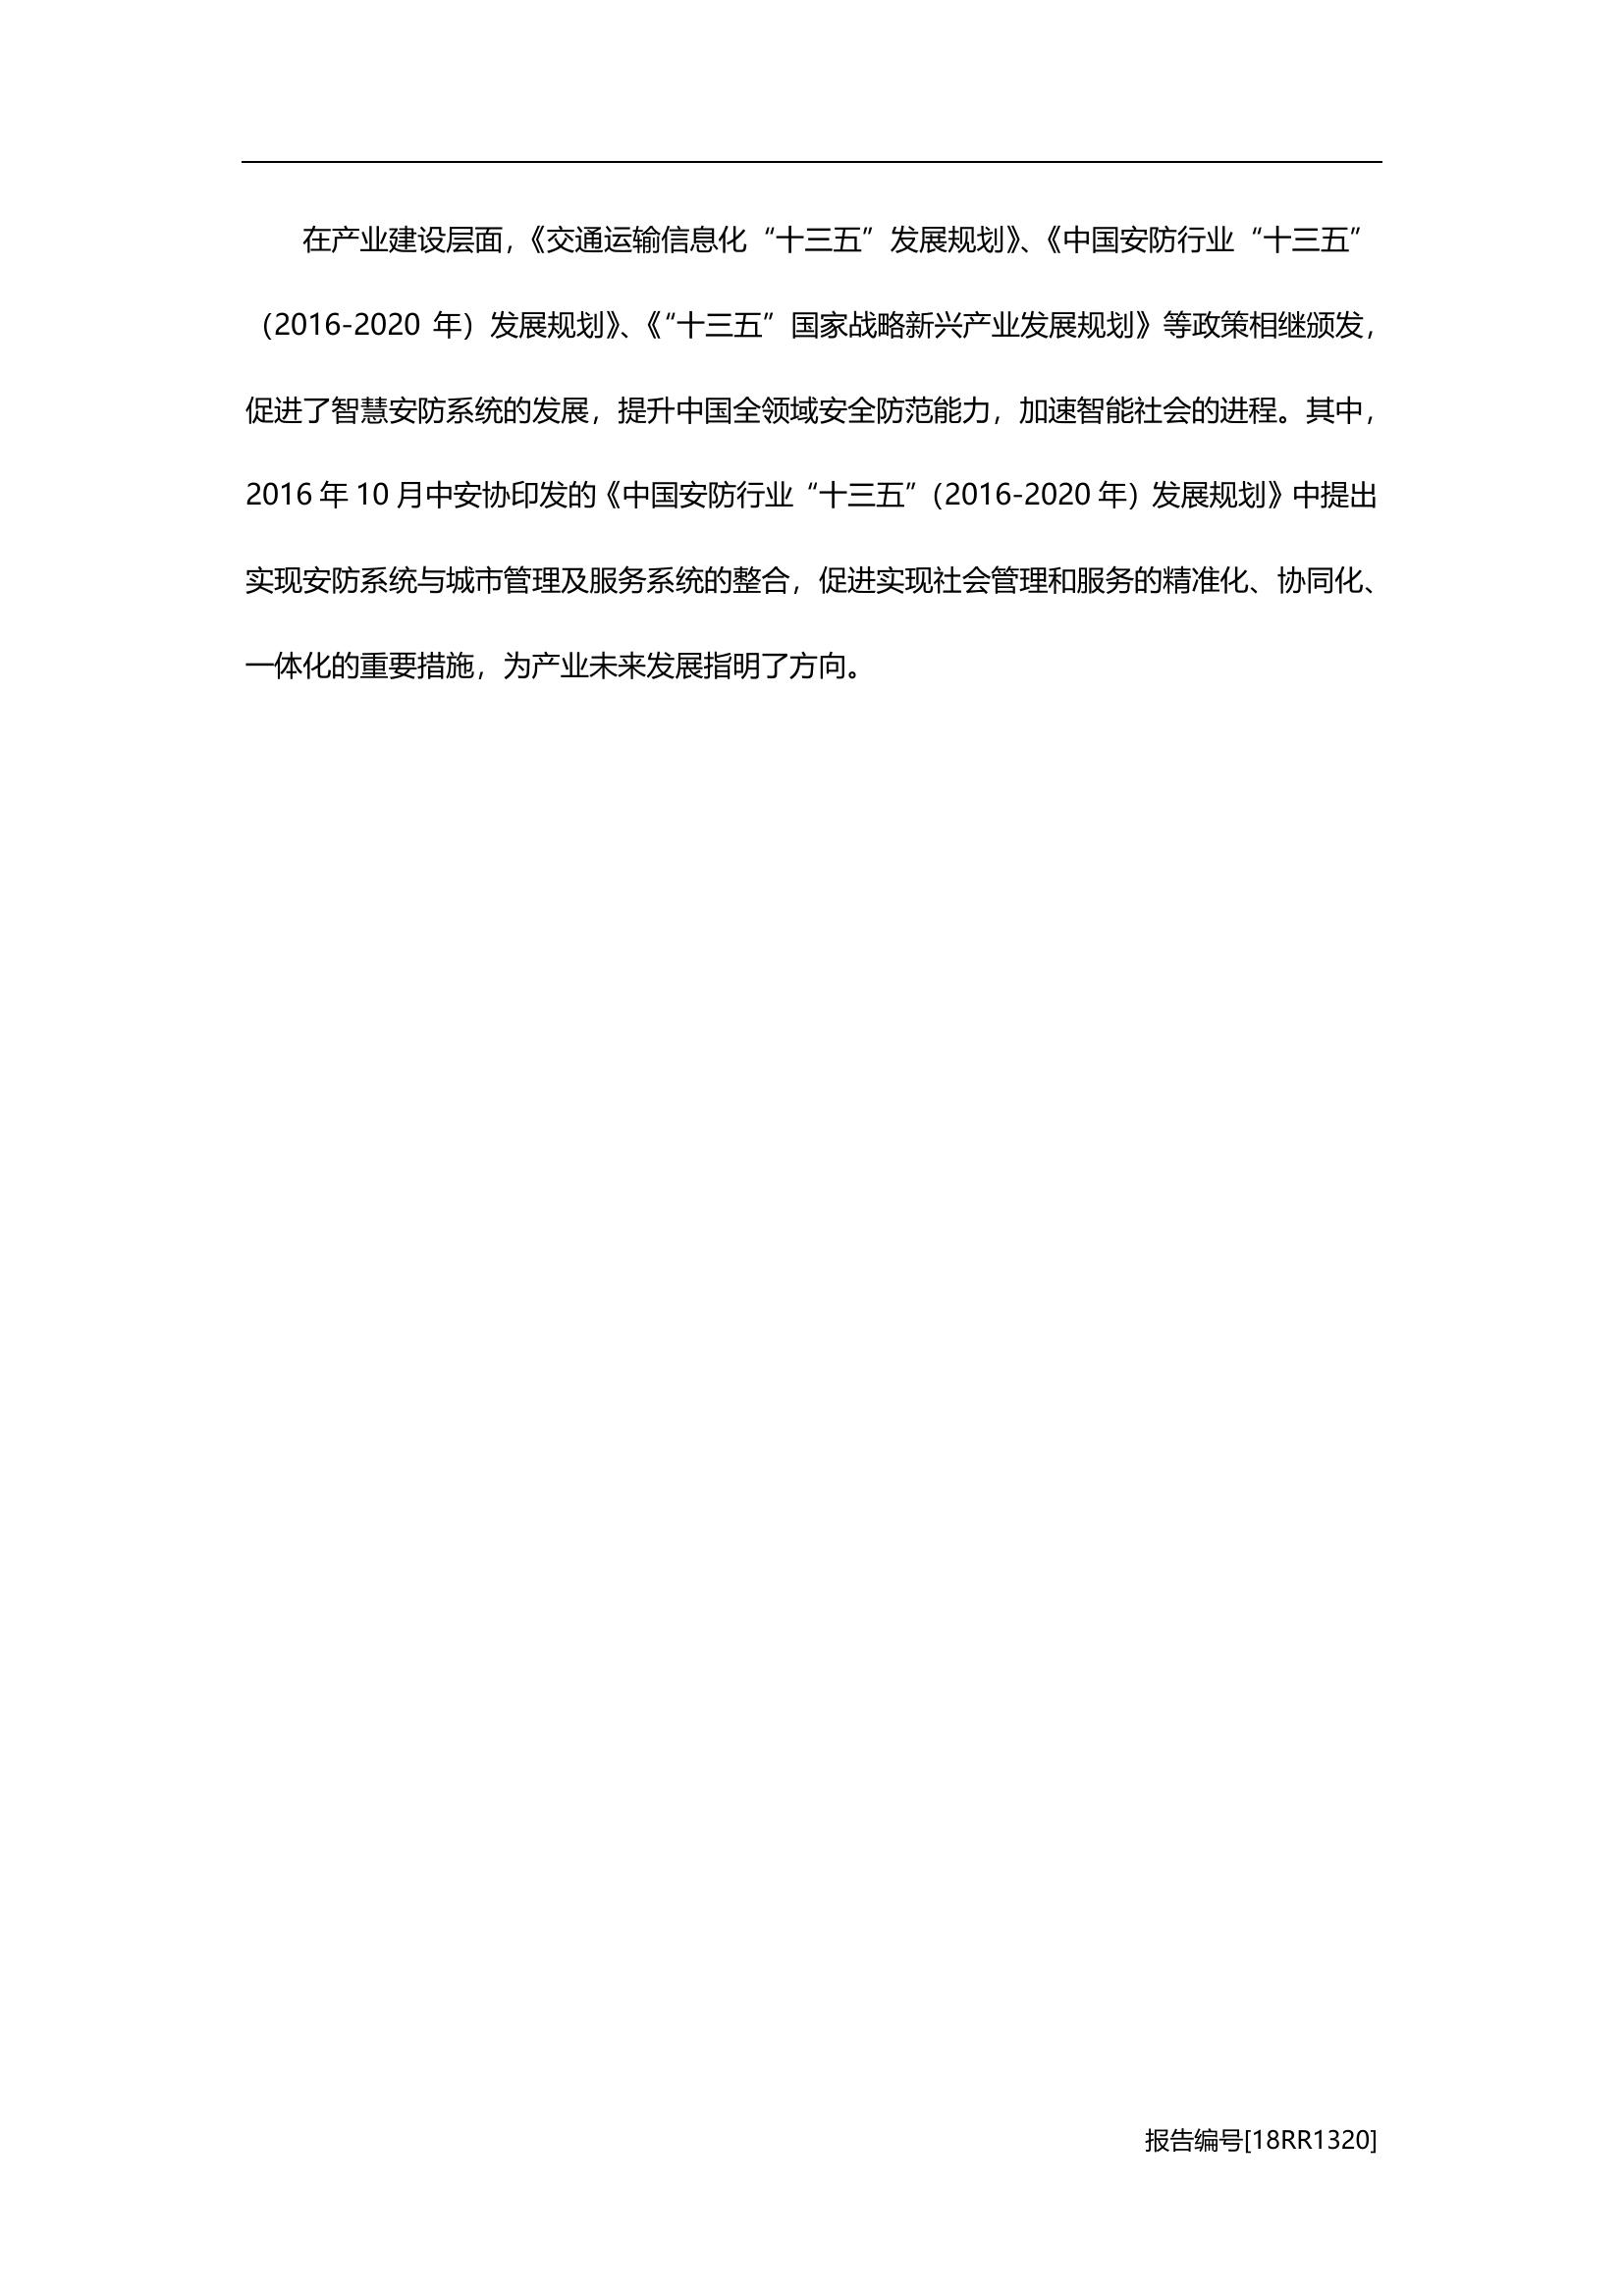 在产业建设层面，《交通运输信息化“十三五”发展规划》、《中国安防行业“十三五”
（2016-2020 年）发展规划》、《“十三五”国家战略新兴产业发展规划》等政策相继颁发，
促进了智慧安防系统的发展，提升中国全领域安全防范能力，加速智能社会的进程。其中，
2016 年 10 月中安协印发的《中国安防行业“十三五”（2016-2020 年）发展规划》中提出
实现安防系统与城市管理及服务系统的整合，促进实现社会管理和服务的精准化、协同化、
一体化的重要措施，为产业未来发展指明了方向。
报告编号[18RR1320]